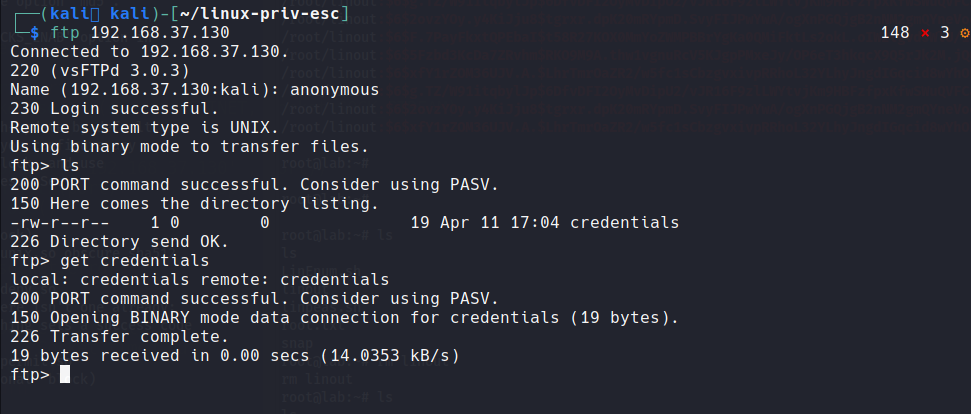 ┌──(kali㉿kali)-[~/linux-priv-esc]
└─$ ftp 192.168.37.130 148 × 3 ⚙
Connected to 192.168.37.130.
220 (vsFTPd 3.0.3)
Name (192.168.37.130:kali): anonymous
230 Login successful.
Remote system type is UNIX.
Using binary mode to transfer files.
ftp> ls
200 PORT command successful. Consider using PASV.
150 Here comes the directory listing.
-rw-r--r--    1 0        0              19 Apr 11 17:04 credentials
226 Directory send OK.
ftp> get credentials
local: credentials remote: credentials
200 PORT command successful. Consider using PASV.
150 Opening BINARY mode data connection for credentials (19 bytes).
226 Transfer complete.
19 bytes received in 0.00 secs (14.0353 kB/s)
ftp>